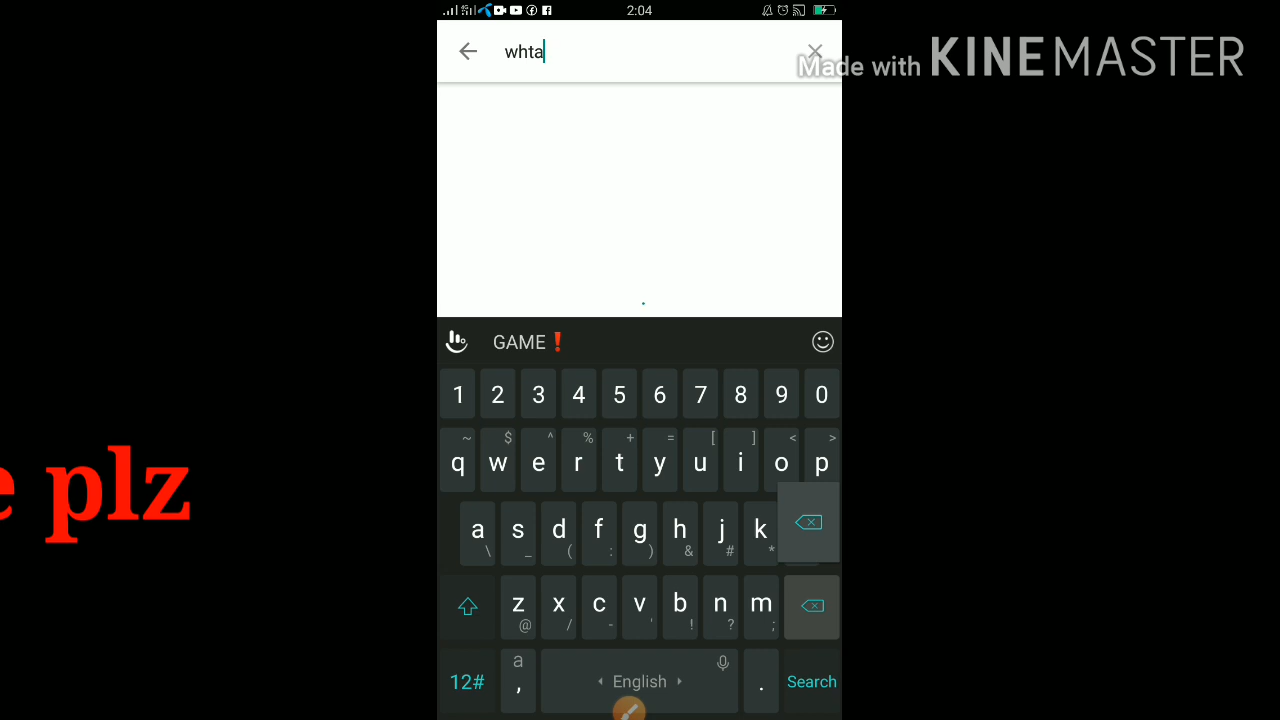 2:04
whta
Made with KINEMASTER
GAME❗
1 2 3 4 5 6 7 8 9 0
~ $ ^ % + = [ ] < >
q w e r t y u i o p
e plz
a s d f g h j k
\ _ ( : ) & # *
z x c v b n m
@ / - ' ! ? ;
a
12# , English . Search